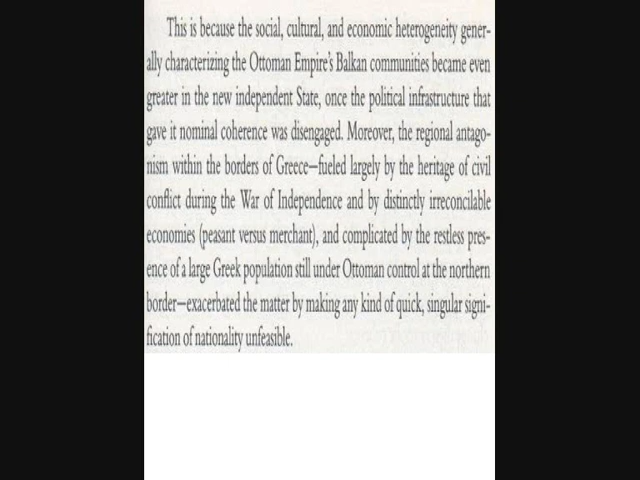 This is because the social, cultural, and economic heterogeneity gener-
ally characterizing the Ottoman Empire's Balkan communities became even
greater in the new independent State, once the political infrastructure that
gave it nominal coherence was disengaged. Moreover, the regional antago-
nism within the borders of Greece—fueled largely by the heritage of civil
conflict during the War of Independence and by distinctly irreconcilable
economies (peasant versus merchant), and complicated by the restless pres-
ence of a large Greek population still under Ottoman control at the northern
border—exacerbated the matter by making any kind of quick, singular signi-
fication of nationality unfeasible.